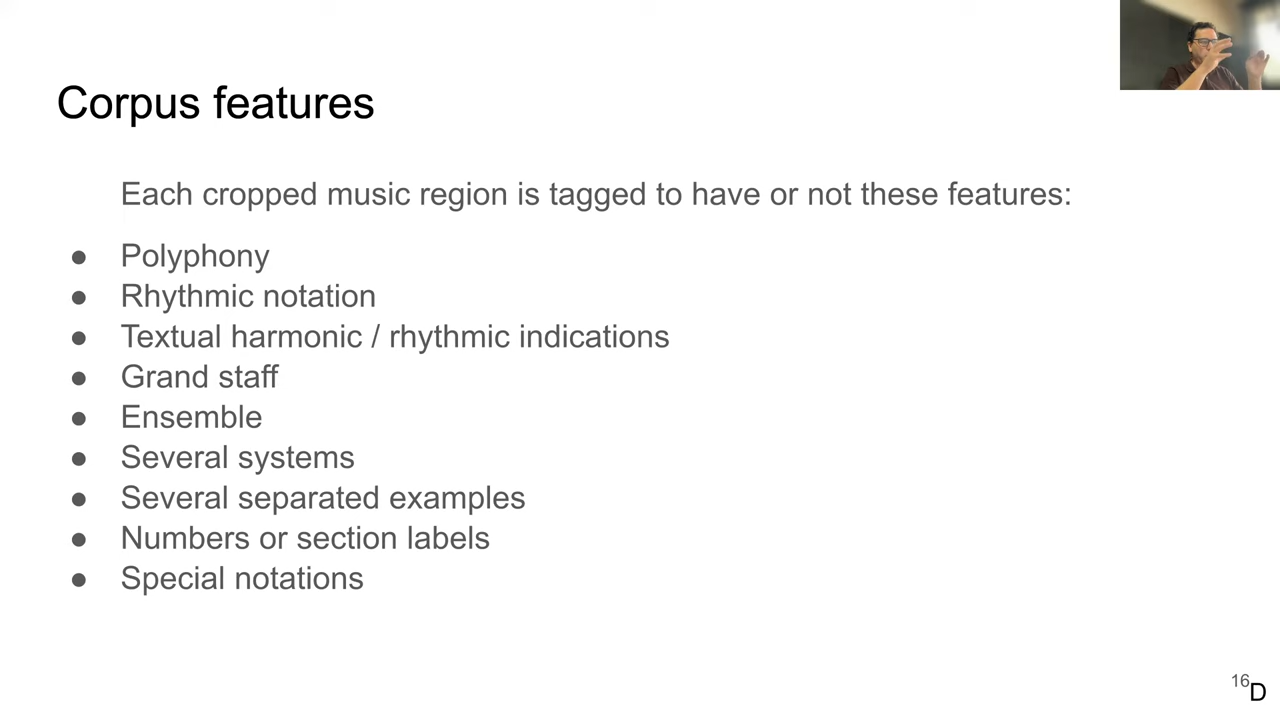 Corpus features
Each cropped music region is tagged to have or not these features:
● Polyphony
● Rhythmic notation
● Textual harmonic / rhythmic indications
● Grand staff
● Ensemble
● Several systems
● Several separated examples
● Numbers or section labels
● Special notations
16
D